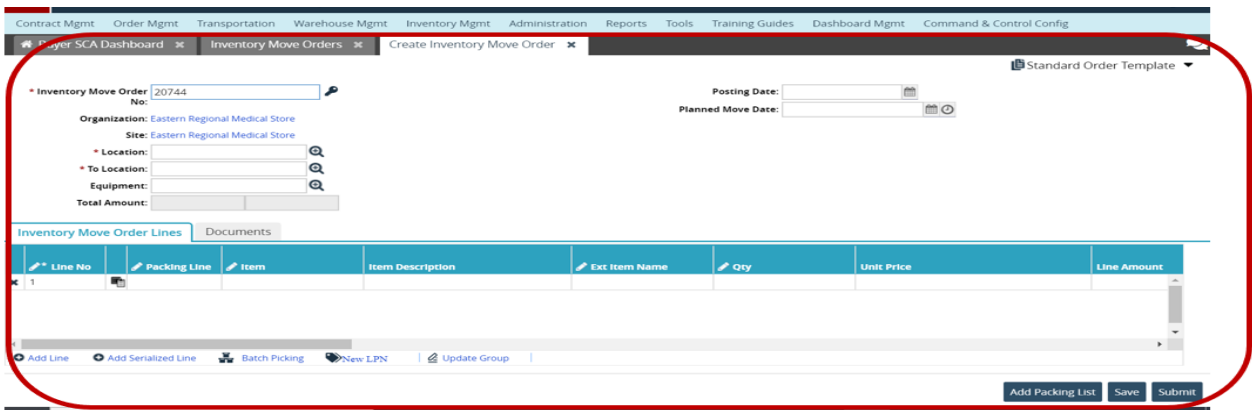 Contract Mgmt Order Mgmt Transportation Warehouse Mgmt Inventory Mgmt Administration Reports Tools Training Guides Dashboard Mgmt Command & Control Config
Buyer SCA Dashboard Inventory Move Orders Create Inventory Move Order
Standard Order Template
* Inventory Move Order No: 20744
Organization: Eastern Regional Medical Store
Site: Eastern Regional Medical Store
* Location:
* To Location:
Equipment:
Total Amount:
Posting Date:
Planned Move Date:
Inventory Move Order Lines Documents
* Line No Packing Line Item Item Description Ext Item Name Qty Unit Price Line Amount
1
Add Line Add Serialized Line Batch Picking New LPN Update Group
Add Packing List Save Submit